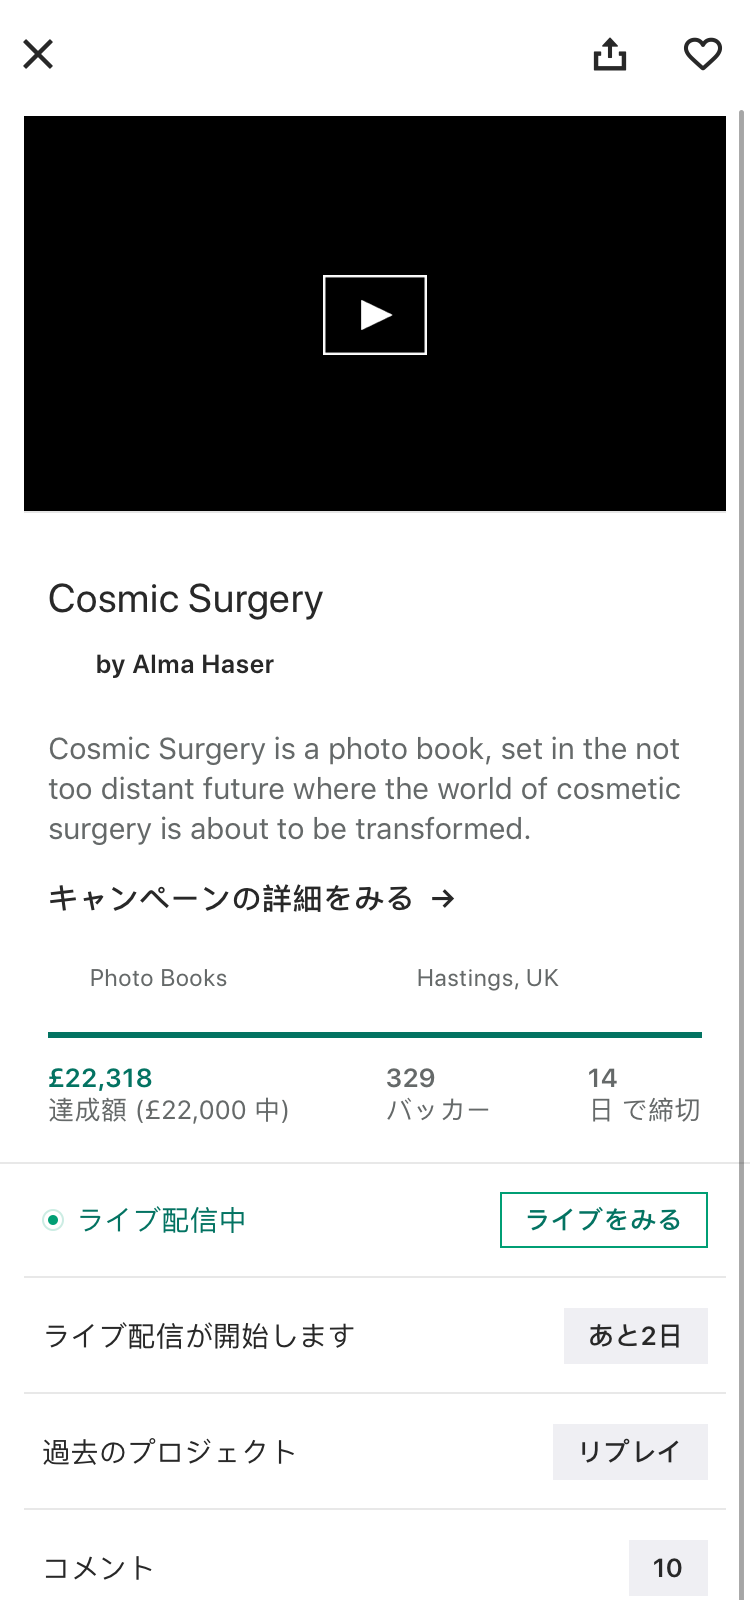 Cosmic Surgery
by Alma Haser
Cosmic Surgery is a photo book, set in the not
too distant future where the world of cosmetic
surgery is about to be transformed.
キャンペーンの詳細をみる →
Photo Books
Hastings, UK
£22,318
達成額 (£22,000 中)
329
バッカー
14
日 で締切
ライブ配信中
ライブをみる
ライブ配信が開始します
あと2日
過去のプロジェクト
リプレイ
コメント
10